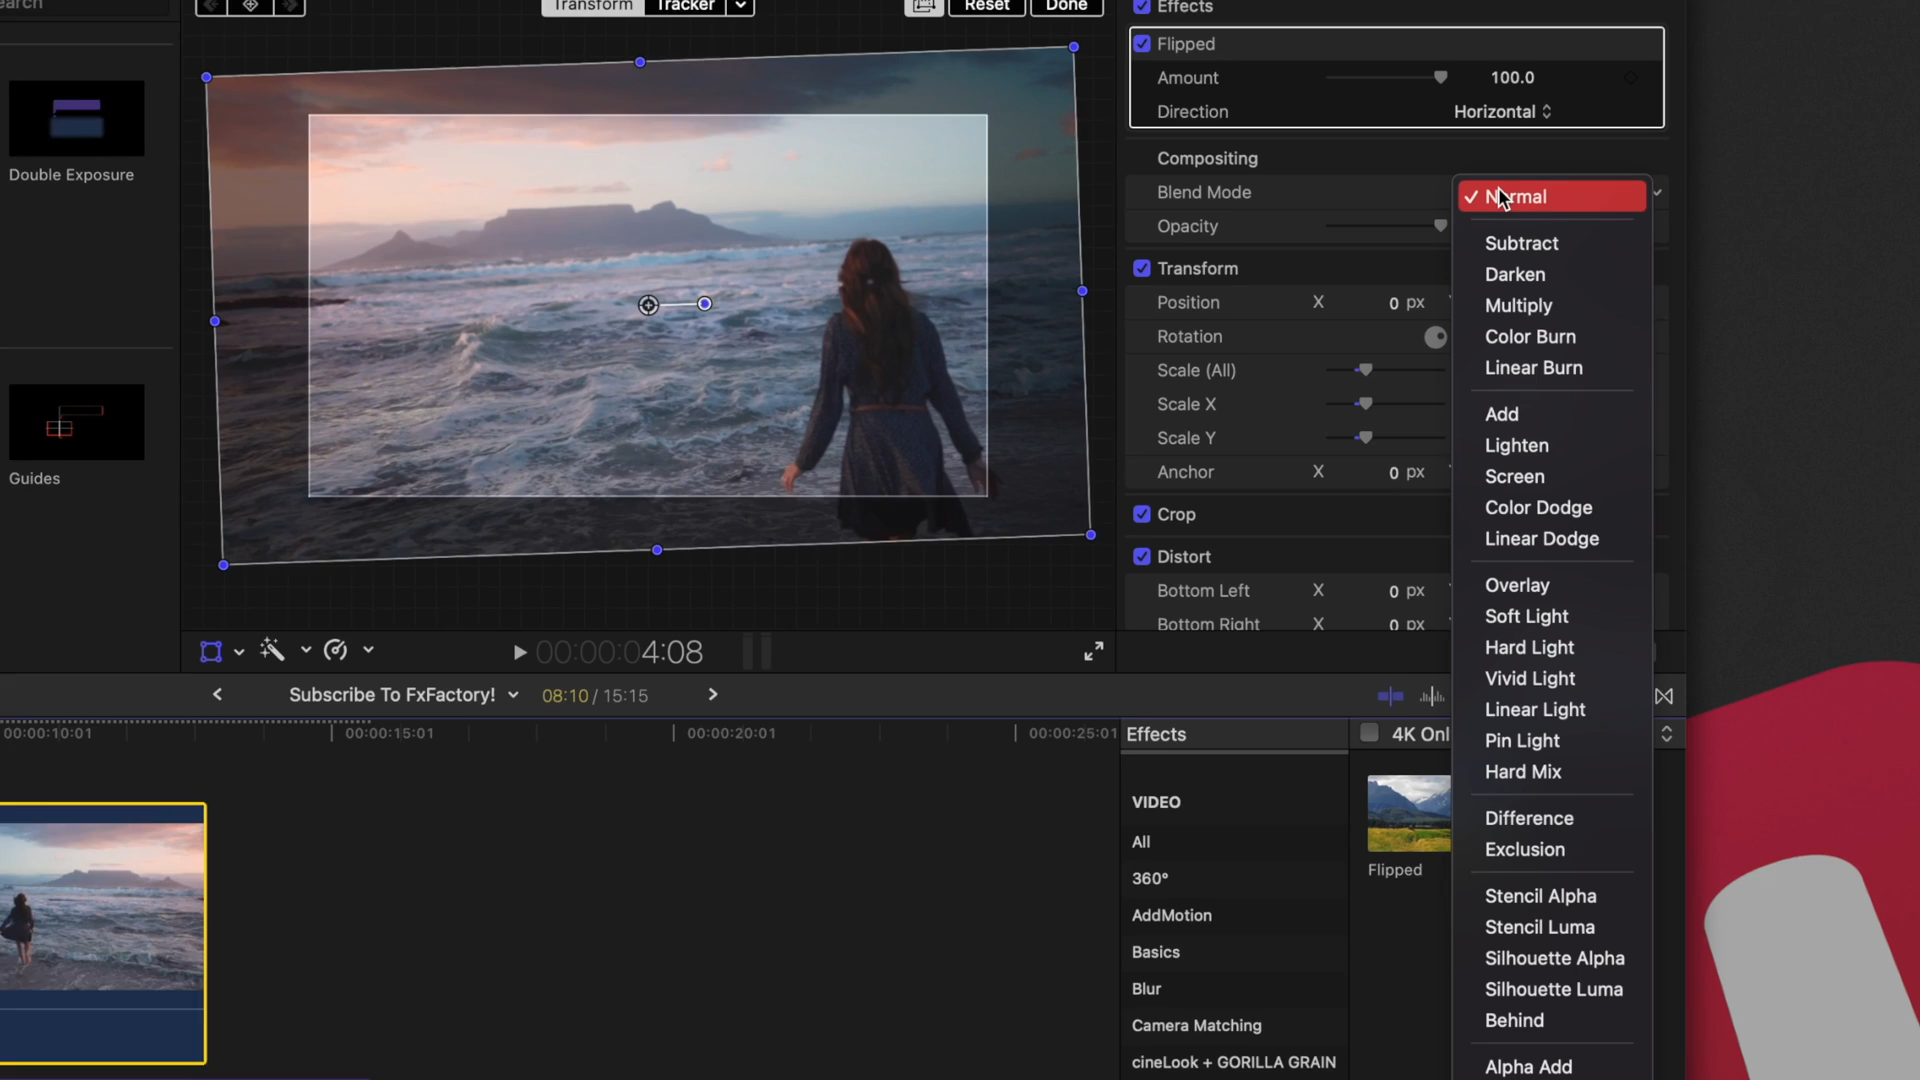 Transform
Tracker
Reset
Done
Double Exposure
Guides
Effects
Flipped
Amount
100.0
Direction
Horizontal
Compositing
Blend Mode
Opacity
Transform
Position X 0 px
Rotation
Scale (All)
Scale X
Scale Y
Anchor X 0 px
Crop
Distort
Bottom Left X 0 px
Bottom Right X 0 px
Normal
Subtract
Darken
Multiply
Color Burn
Linear Burn
Add
Lighten
Screen
Color Dodge
Linear Dodge
Overlay
Soft Light
Hard Light
Vivid Light
Linear Light
Pin Light
Hard Mix
Difference
Exclusion
Stencil Alpha
Stencil Luma
Silhouette Alpha
Silhouette Luma
Behind
Alpha Add
00:00:04:08
Subscribe To FxFactory!
08:10 / 15:15
00:00:10:01
00:00:15:01
00:00:20:01
00:00:25:01
Effects
4K Onl
VIDEO
All
360°
AddMotion
Basics
Blur
Camera Matching
cineLook + GORILLA GRAIN
Flipped